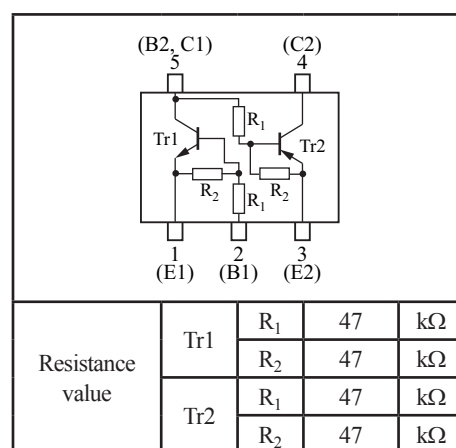 (B2, C1) (C2)
5 4
R₁
Tr1 Tr2
R₂ R₂
R₁
1 2 3
(E1) (B1) (E2)
Resistance value Tr1 R₁ 47 kΩ
R₂ 47 kΩ
Tr2 R₁ 47 kΩ
R₂ 47 kΩ